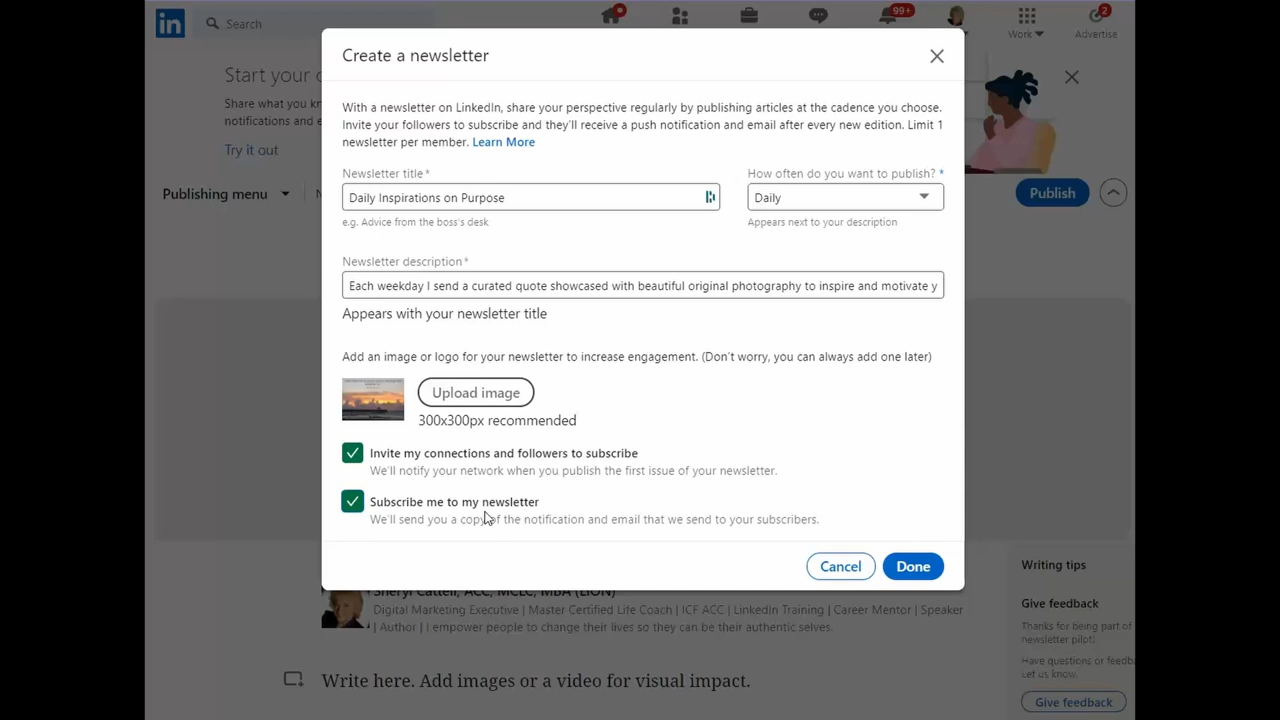 in
Search
99+
2
Work
Advertise
Create a newsletter
Start your
Share what you
notifications and
Try it out
With a newsletter on LinkedIn, share your perspective regularly by publishing articles at the cadence you choose.
Invite your followers to subscribe and they'll receive a push notification and email after every new edition. Limit 1
newsletter per member. Learn More
Publishing menu
Publish
Newsletter title*
How often do you want to publish? *
Daily Inspirations on Purpose
Daily
e.g. Advice from the boss's desk
Appears next to your description
Newsletter description*
Each weekday I send a curated quote showcased with beautiful original photography to inspire and motivate y
Appears with your newsletter title
Add an image or logo for your newsletter to increase engagement. (Don't worry, you can always add one later)
Upload image
300x300px recommended
Invite my connections and followers to subscribe
We'll notify your network when you publish the first issue of your newsletter.
Subscribe me to my newsletter
We'll send you a copy of the notification and email that we send to your subscribers.
Cancel
Done
Sheryl Cattell, ACC, MCLC, MBA (LION)
Digital Marketing Executive | Master Certified Life Coach | ICF ACC | LinkedIn Training | Career Mentor | Speaker
| Author | I empower people to change their lives so they can be their authentic selves.
Write here. Add images or a video for visual impact.
Writing tips
Give feedback
Thanks for being part of
newsletter pilot!
Have questions or feedb
Let us know.
Give feedback